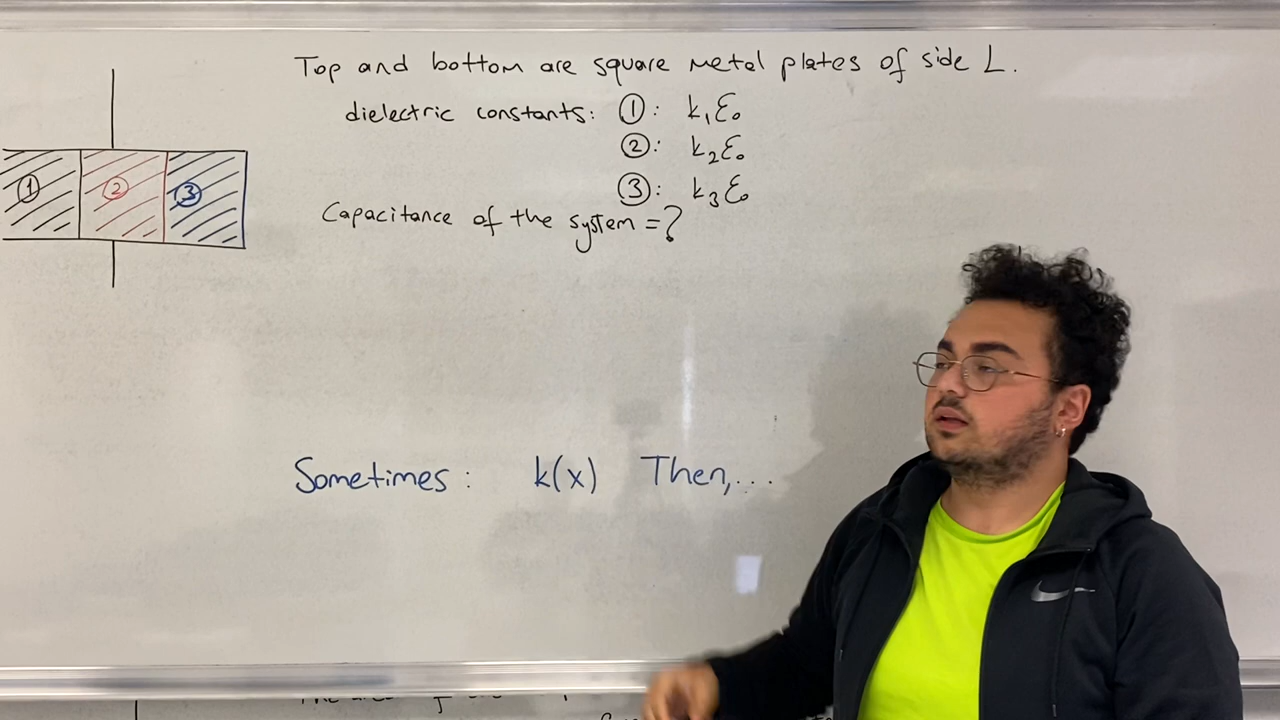 Top and bottom are square metal plates of side L.
dielectric constants: ①: k₁ε₀
②: k₂ε₀
③: k₃ε₀
① ② ③
Capacitance of the system = ?
Sometimes: k(x) Then,...